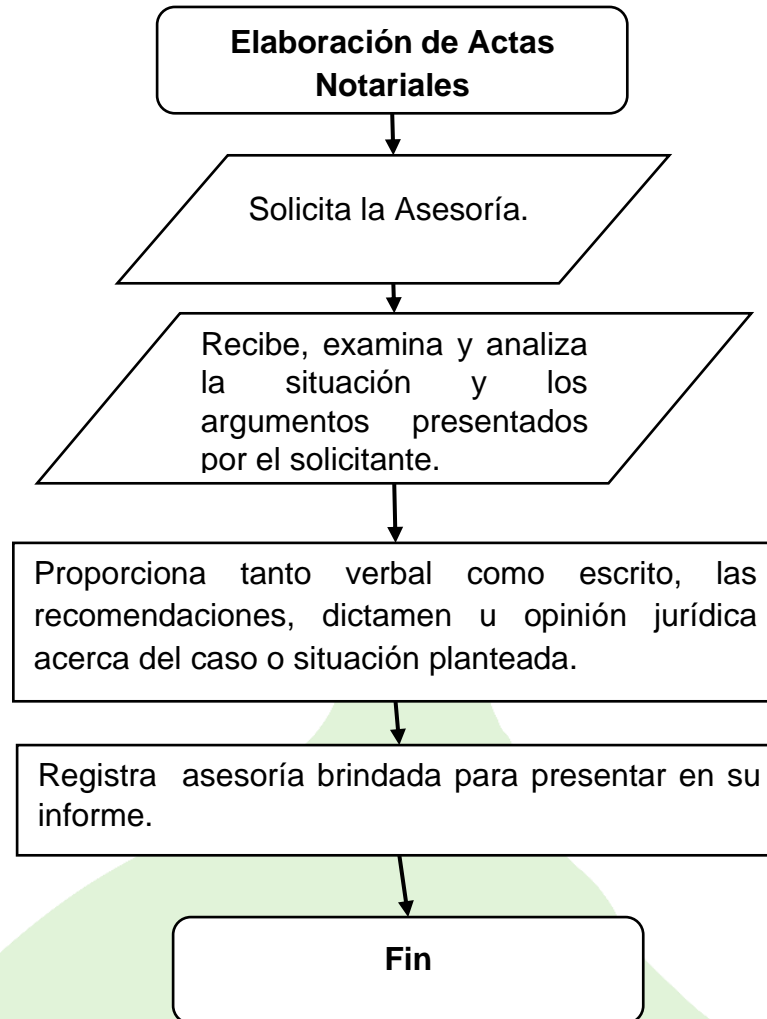 Elaboración de Actas
Notariales
Solicita la Asesoría.
Recibe, examina y analiza
la situación y los
argumentos presentados
por el solicitante.
Proporciona tanto verbal como escrito, las
recomendaciones, dictamen u opinión jurídica
acerca del caso o situación planteada.
Registra asesoría brindada para presentar en su
informe.
Fin